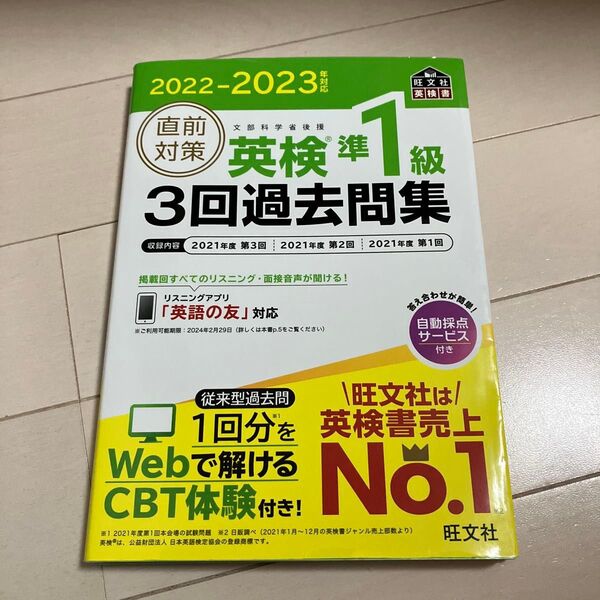 2022-2023年対応
旺文社
英検書
直前
対策
文部科学省後援
英検®準1級
3回過去問集
収録内容 2021年度 第3回 2021年度 第2回 2021年度 第1回
掲載回すべてのリスニング・面接音声が聞ける!
リスニングアプリ
「英語の友」対応
※ご利用可能期限:2024年2月29日(詳しくは本書p.5をご覧ください)
答え合わせが簡単!
自動採点
サービス
付き
従来型過去問
1回分を※1
Webで解ける
CBT体験付き!
旺文社は
英検書売上
No.1
※1 2021年度第1回本会場の試験問題 ※2 日販調べ(2021年1月〜12月の英検書ジャンル売上部数より)
英検®は、公益財団法人 日本英語検定協会の登録商標です。
旺文社